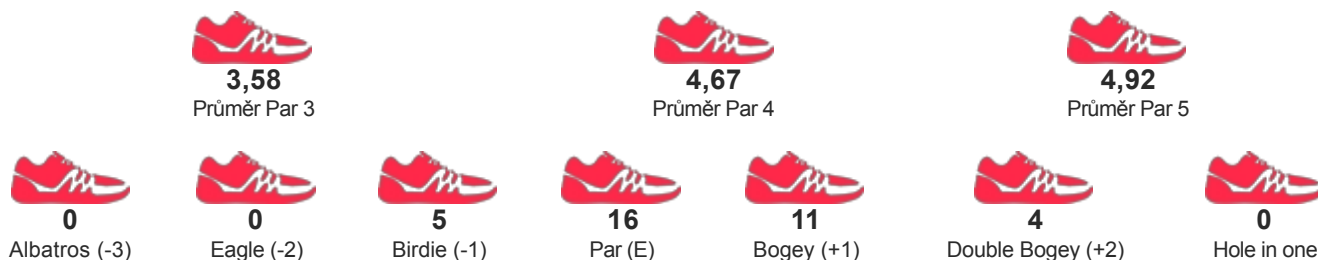 3,58 4,67 4,92
Průměr Par 3 Průměr Par 4 Průměr Par 5
0 0 5 16 11 4 0
Albatros (-3) Eagle (-2) Birdie (-1) Par (E) Bogey (+1) Double Bogey (+2) Hole in one